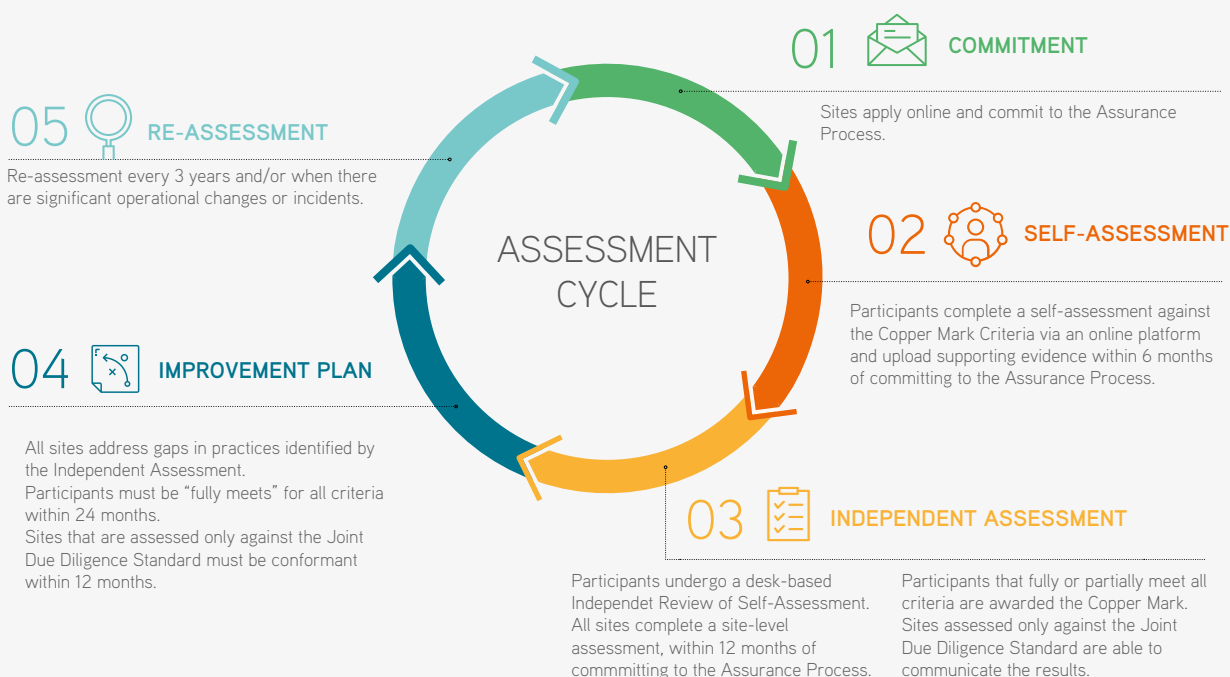 ASSESSMENT
CYCLE
01
COMMITMENT
Sites apply online and commit to the Assurance
Process.
02
SELF-ASSESSMENT
Participants complete a self-assessment against
the Copper Mark Criteria via an online platform
and upload supporting evidence within 6 months
of committing to the Assurance Process.
03
INDEPENDENT ASSESSMENT
Participants undergo a desk-based
Independet Review of Self-Assessment.
All sites complete a site-level
assessment, within 12 months of
commmitting to the Assurance Process.
Participants that fully or partially meet all
criteria are awarded the Copper Mark.
Sites assessed only against the Joint
Due Diligence Standard are able to
communicate the results.
04
IMPROVEMENT PLAN
All sites address gaps in practices identified by
the Independent Assessment.
Participants must be “fully meets” for all criteria
within 24 months.
Sites that are assessed only against the Joint
Due Diligence Standard must be conformant
within 12 months.
05
RE-ASSESSMENT
Re-assessment every 3 years and/or when there
are significant operational changes or incidents.